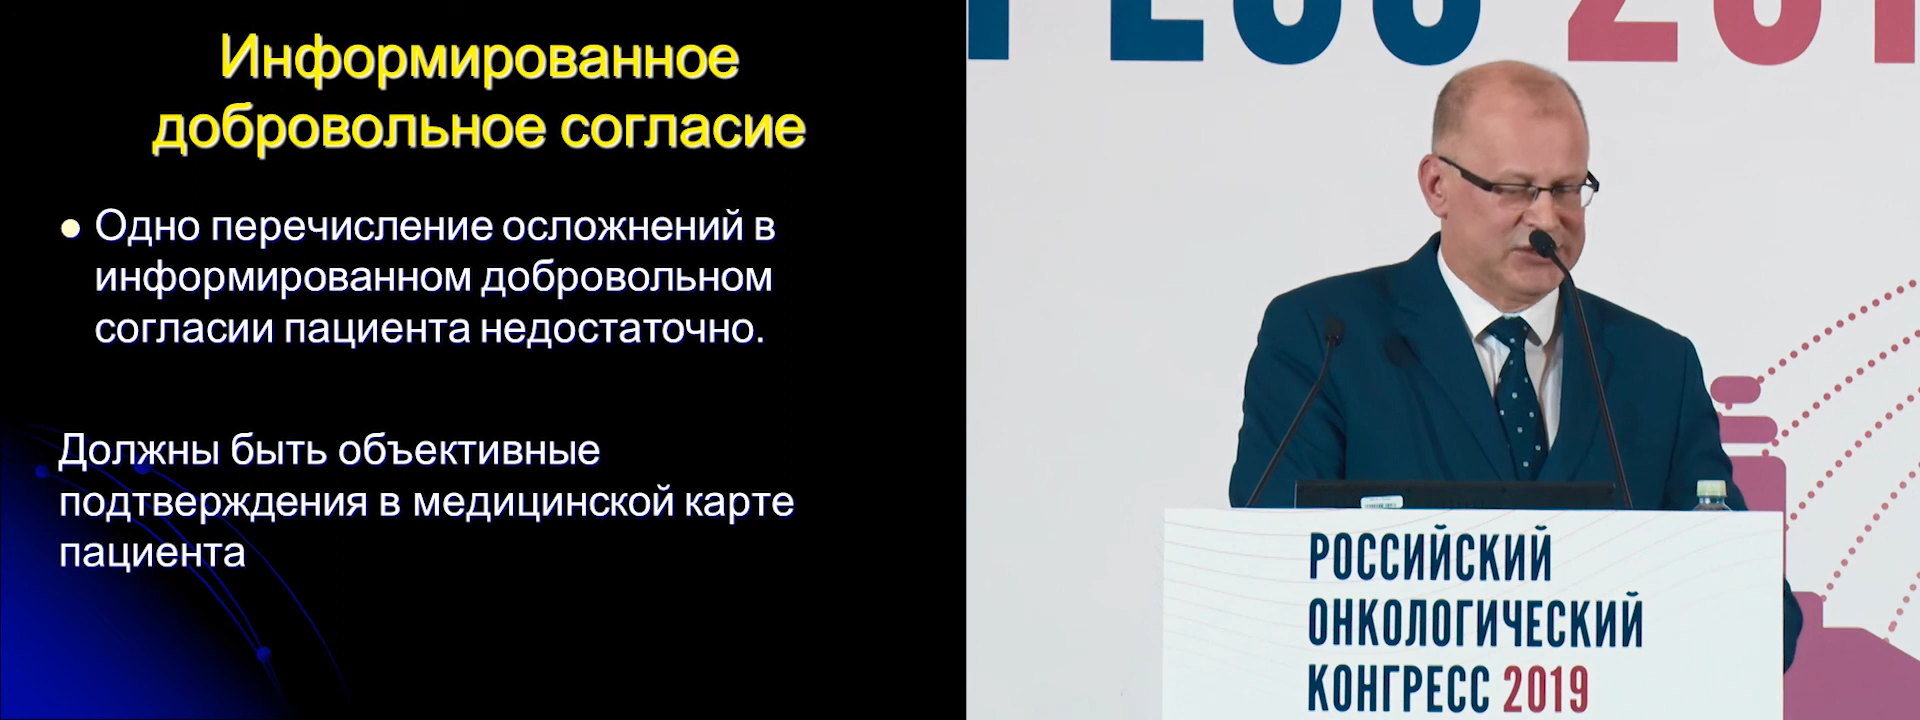 Информированное
добровольное согласие
Одно перечисление осложнений в
информированном добровольном
согласии пациента недостаточно.
Должны быть объективные
подтверждения в медицинской карте
пациента
РОССИЙСКИЙ
ОНКОЛОГИЧЕСКИЙ
КОНГРЕСС 2019